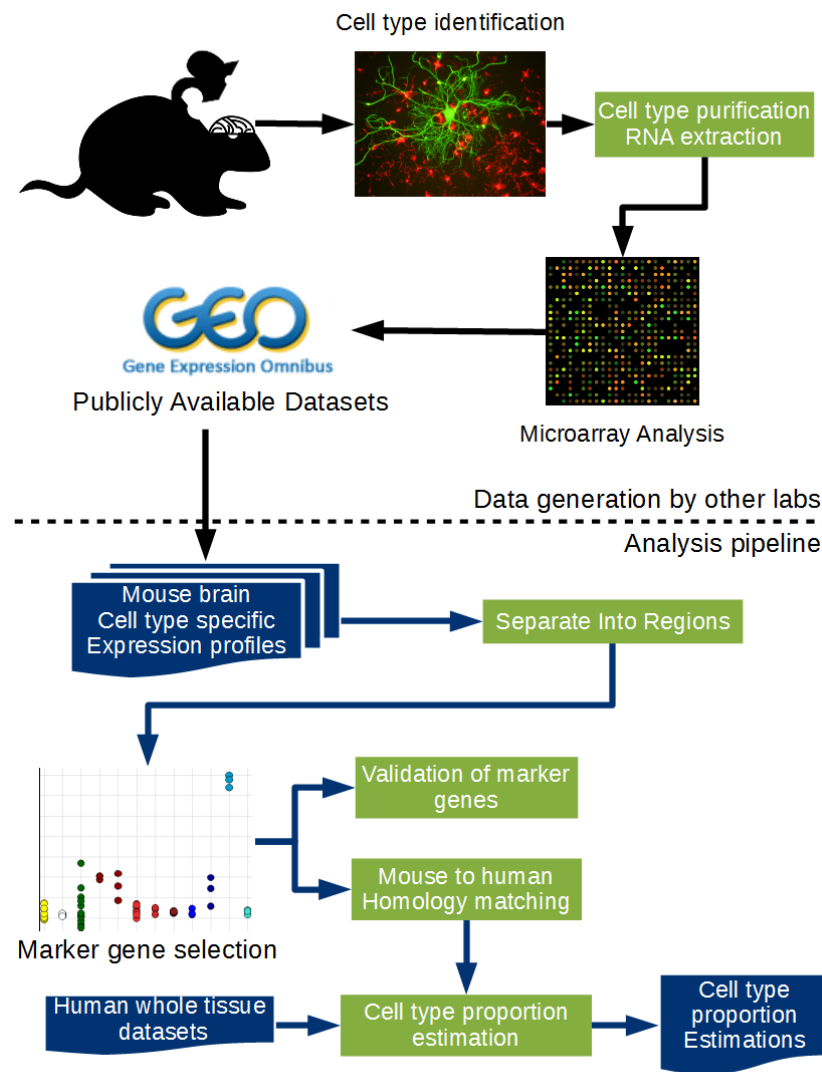 Cell type identification
Cell type purification
RNA extraction
GEO
Gene Expression Omnibus
Publicly Available Datasets
Microarray Analysis
Data generation by other labs
Analysis pipeline
Mouse brain
Cell type specific
Expression profiles
Separate Into Regions
Validation of marker
genes
Mouse to human
Homology matching
Marker gene selection
Human whole tissue
datasets
Cell type proportion
estimation
Cell type
proportion
Estimations